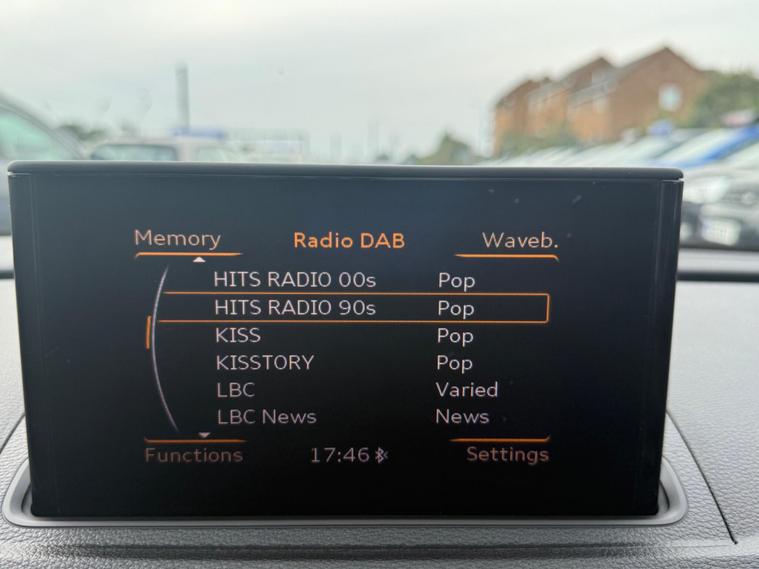 Memory Radio DAB Waveb.
HITS RADIO 00s Pop
HITS RADIO 90s Pop
KISS Pop
KISSTORY Pop
LBC Varied
LBC News News
Functions 17:46 Settings